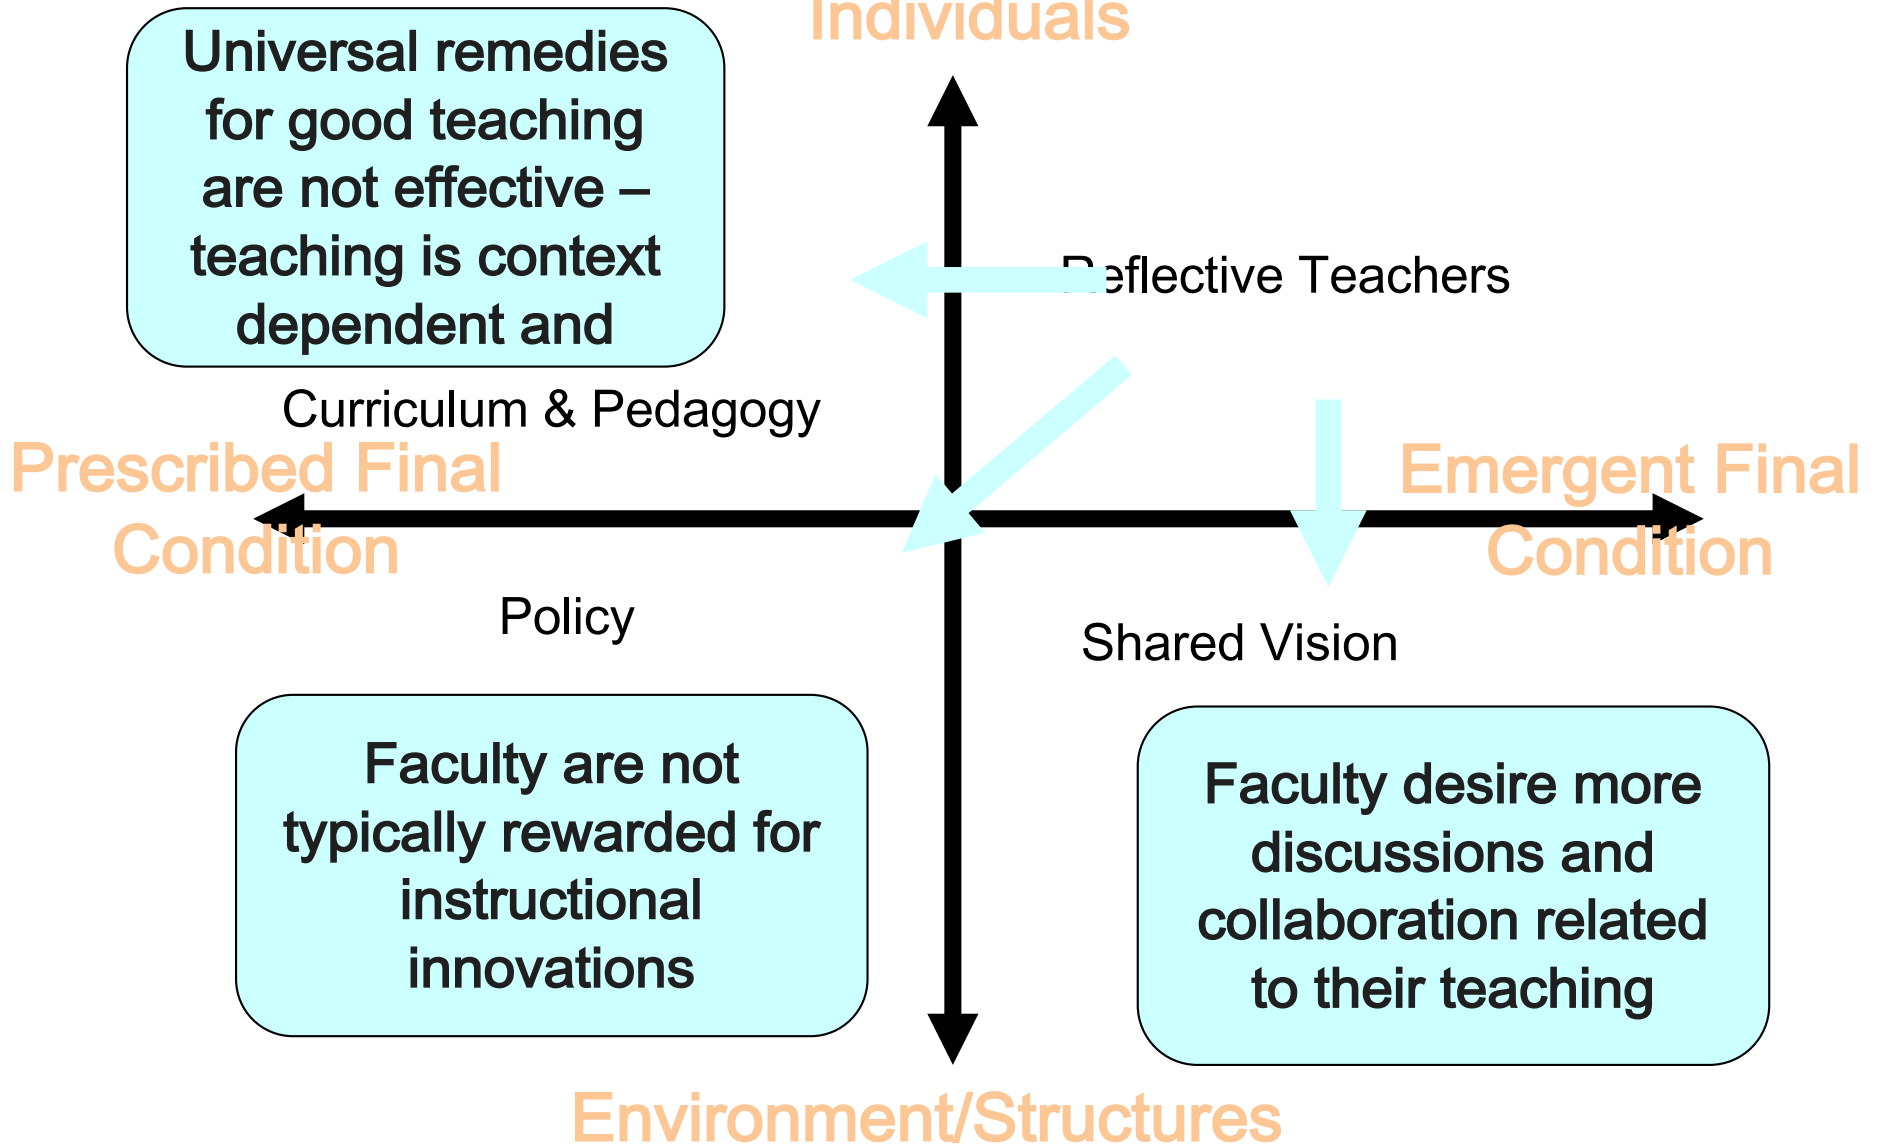 Individuals
Universal remedies
for good teaching
are not effective –
teaching is context
dependent and
Reflective Teachers
Curriculum & Pedagogy
Prescribed Final
Condition
Emergent Final
Condition
Policy
Shared Vision
Faculty are not
typically rewarded for
instructional
innovations
Faculty desire more
discussions and
collaboration related
to their teaching
Environment/Structures